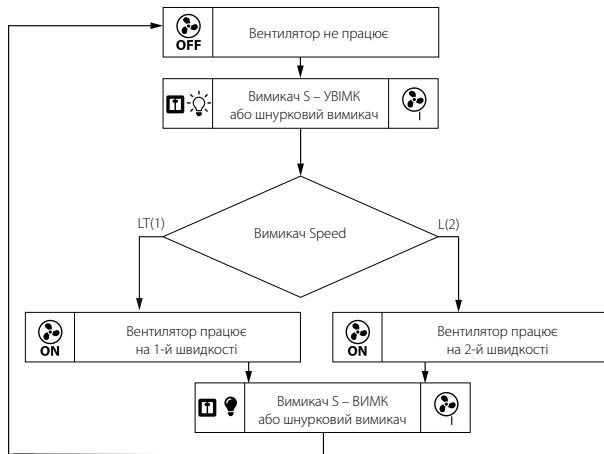 OFF
Вентилятор не працює
Вимикач S – УВІМК
або шнурковий вимикач
LT(1)
Вимикач Speed
L(2)
ON
Вентилятор працює
на 1-й швидкості
ON
Вентилятор працює
на 2-й швидкості
Вимикач S – ВИМК
або шнурковий вимикач